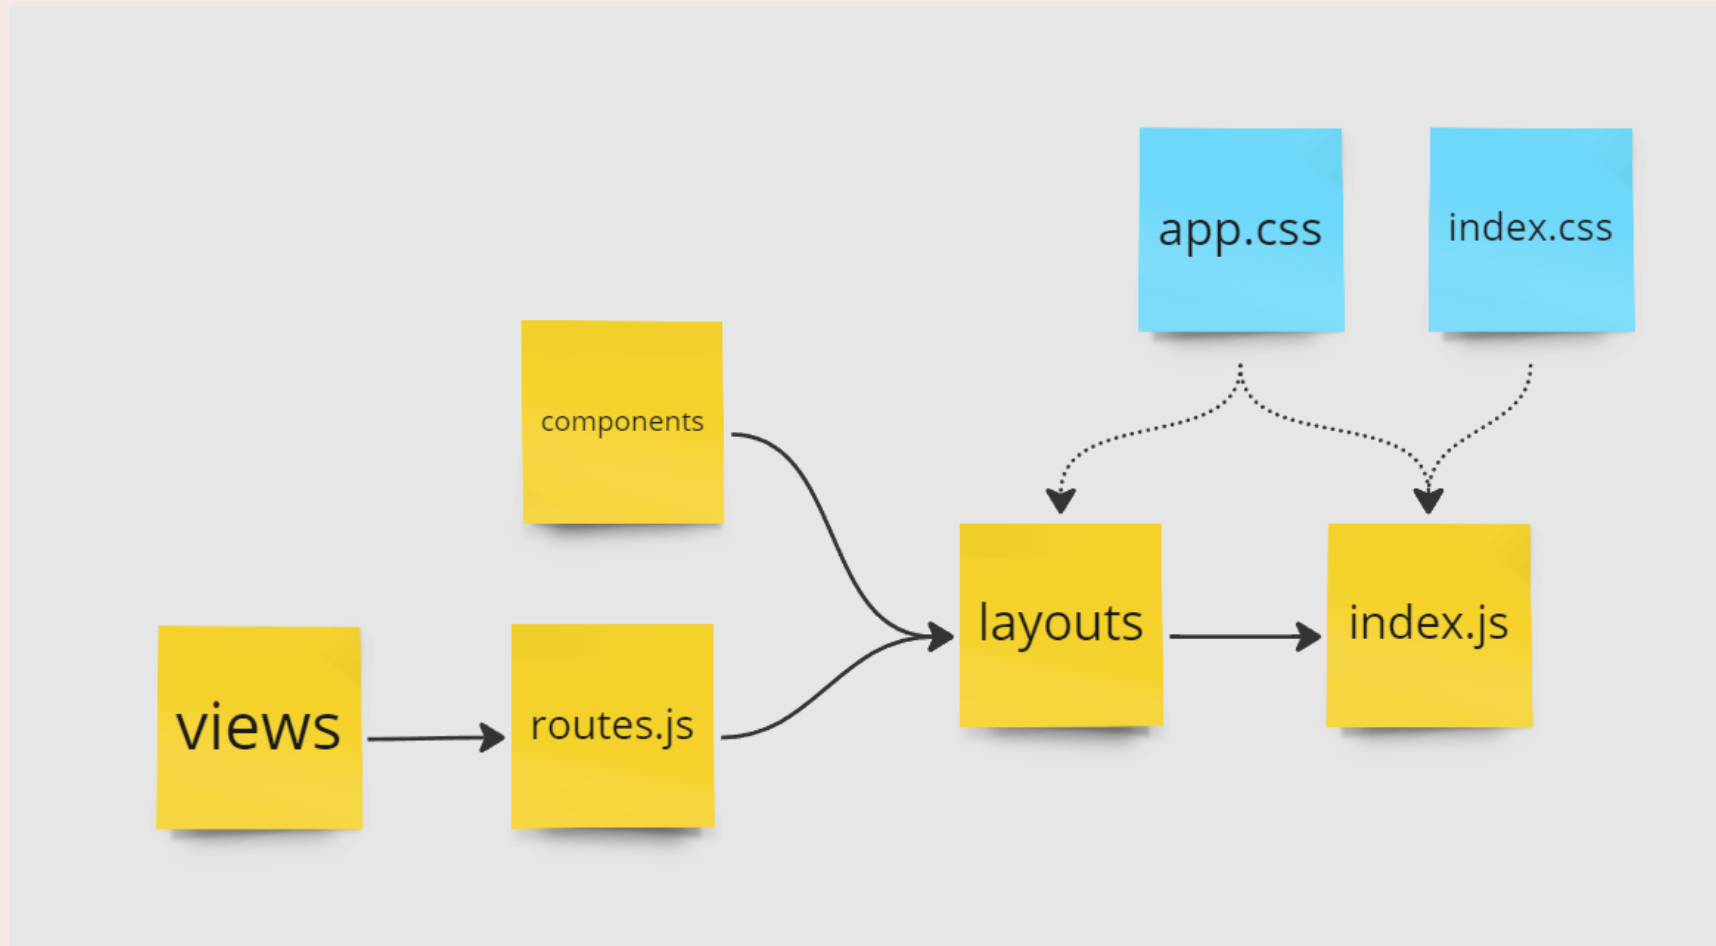 app.css
index.css
components
layouts
index.js
views
routes.js